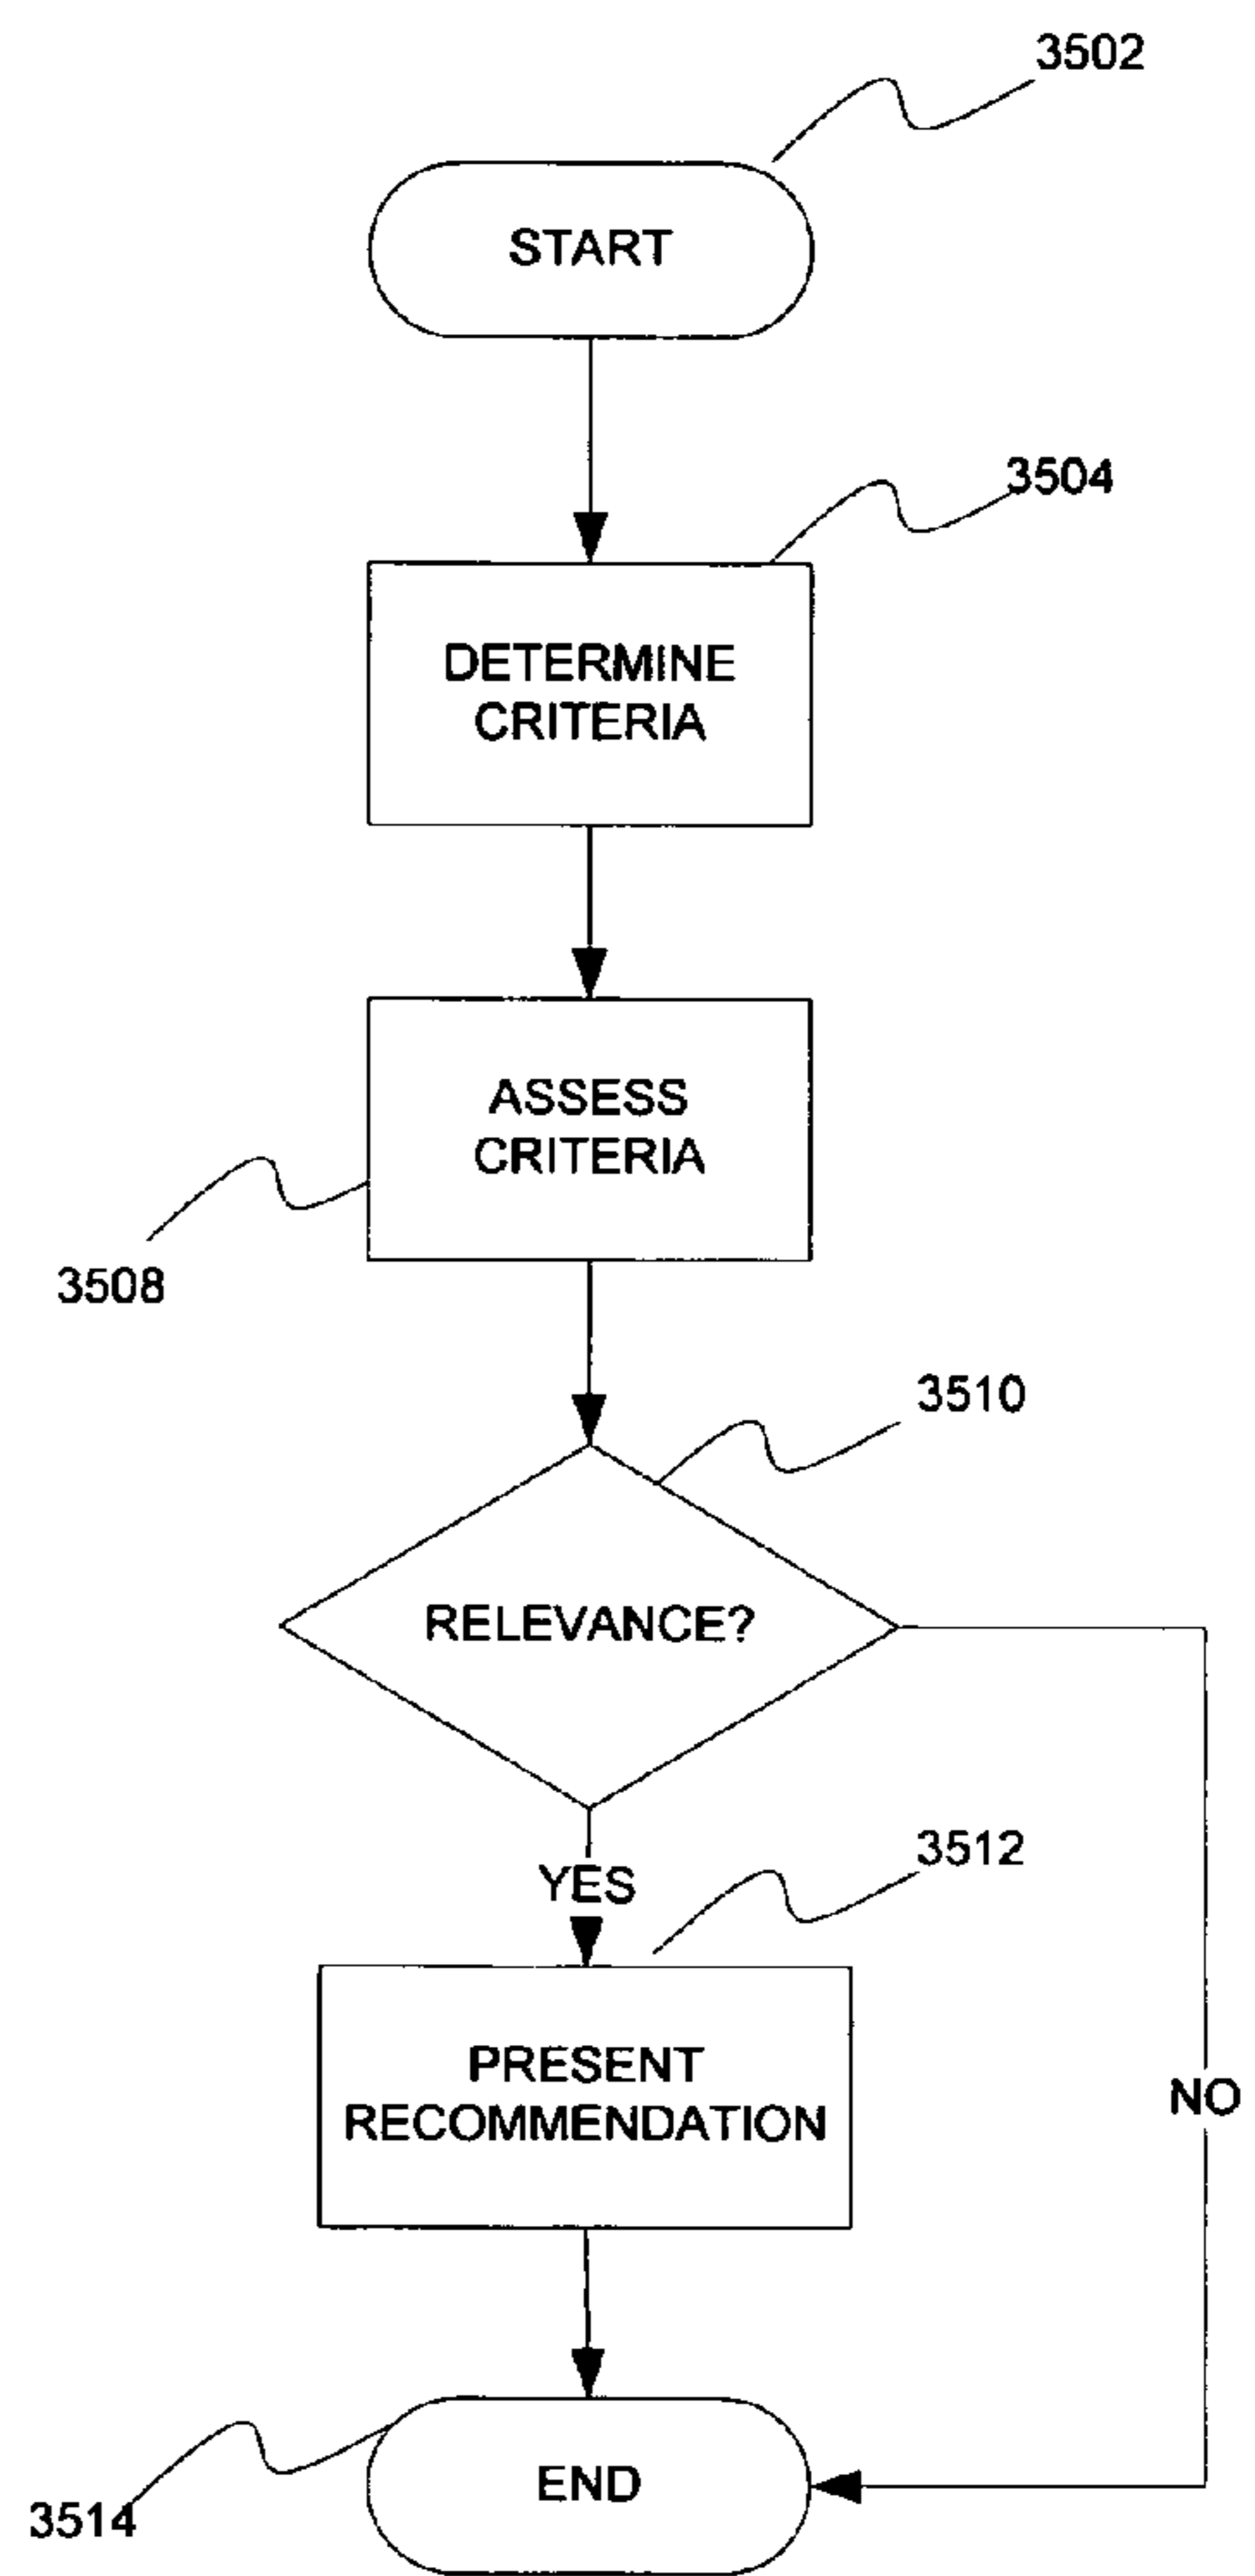 3502
START
3504
DETERMINE
CRITERIA
ASSESS
CRITERIA
3508
3510
RELEVANCE?
3512
YES
PRESENT
RECOMMENDATION
NO
END
3514